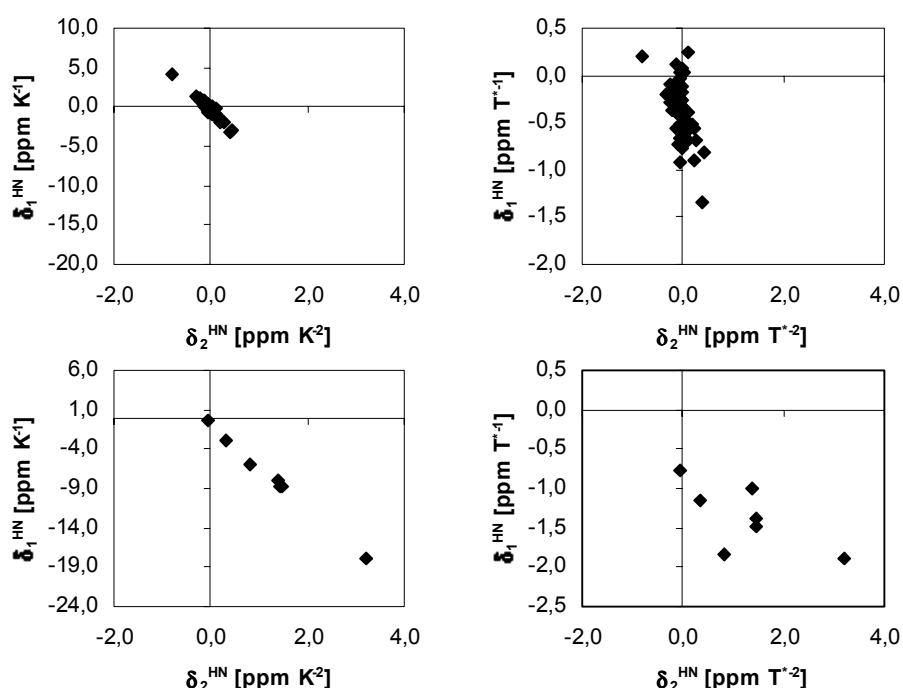 10,0
5,0
0,0
-5,0
-10,0
-15,0
-20,0
-2,0 0,0 2,0 4,0
δ1HN [ppm K-1]
δ2HN [ppm K-2]
0,5
0,0
-0,5
-1,0
-1,5
-2,0
-2,0 0,0 2,0 4,0
δ1HN [ppm T*-1]
δ2HN [ppm T*-2]
6,0
1,0
-4,0
-9,0
-14,0
-19,0
-24,0
-2,0 0,0 2,0 4,0
δ1HN [ppm K-1]
δ2HN [ppm K-2]
0,5
0,0
-0,5
-1,0
-1,5
-2,0
-2,5
-2,0 0,0 2,0 4,0
δ1HN [ppm T*-1]
δ2HN [ppm T*-2]